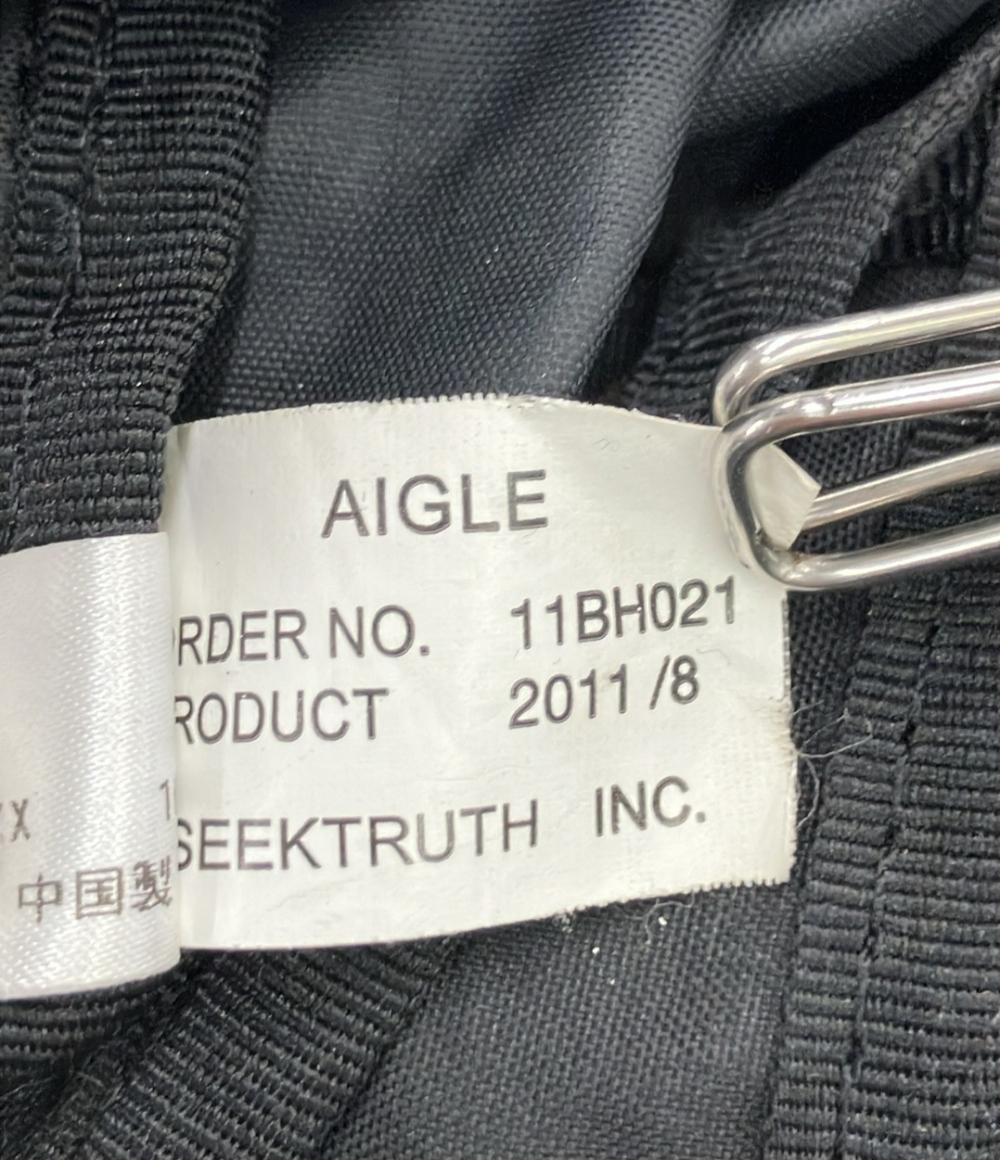 AIGLE
RDER NO. 11BH021
RODUCT 2011 /8
SEEKTRUTH INC.
中国製